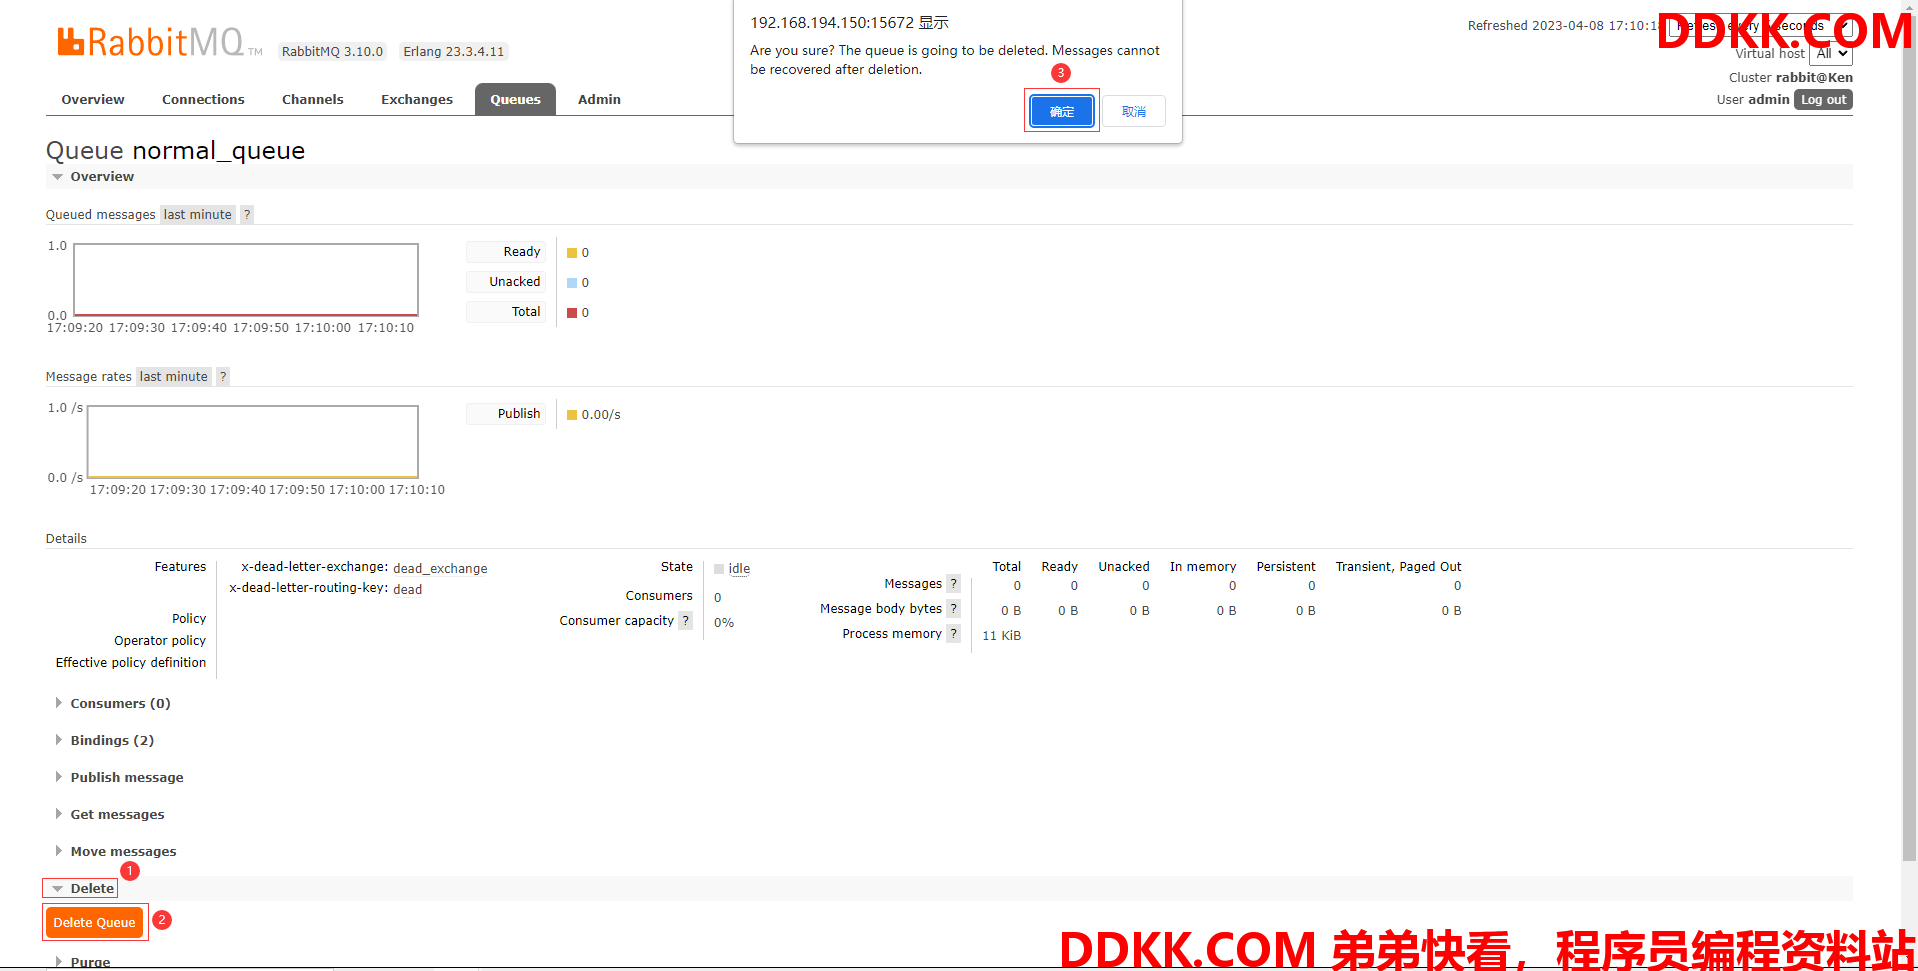 192.168.194.150:15672 显示
Are you sure? The queue is going to be deleted. Messages cannot
be recovered after deletion.
3
确定 取消
RabbitMQ TM RabbitMQ 3.10.0 Erlang 23.3.4.11
Refreshed 2023-04-08 17:10:18 Refresh every 5 seconds
DDKK.COM
Virtual host All
Cluster rabbit@Ken
User admin Log out
Overview Connections Channels Exchanges Queues Admin
Queue normal_queue
Overview
Queued messages last minute ?
1.0
0.0
17:09:20 17:09:30 17:09:40 17:09:50 17:10:00 17:10:10
Ready 0
Unacked 0
Total 0
Message rates last minute ?
1.0 /s
0.0 /s
17:09:20 17:09:30 17:09:40 17:09:50 17:10:00 17:10:10
Publish 0.00/s
Details
Features x-dead-letter-exchange: dead_exchange
x-dead-letter-routing-key: dead
Policy
Operator policy
Effective policy definition
State idle
Consumers 0
Consumer capacity ? 0%
Total Ready Unacked In memory Persistent Transient, Paged Out
Messages ? 0 0 0 0 0 0
Message body bytes ? 0 B 0 B 0 B 0 B 0 B 0 B
Process memory ? 11 KiB
Consumers (0)
Bindings (2)
Publish message
Get messages
Move messages
1
Delete
Delete Queue 2
Purge
DDKK.COM 弟弟快看，程序员编程资料站